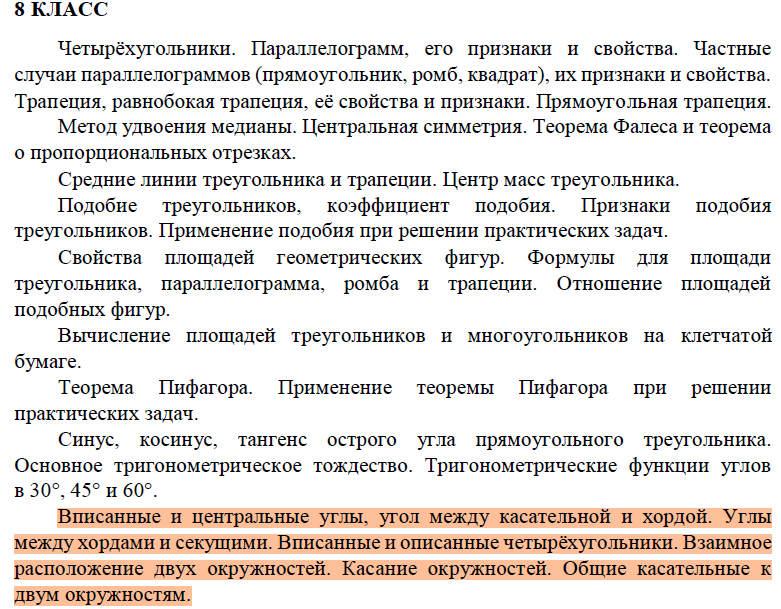 8 КЛАСС
Четырёхугольники. Параллелограмм, его признаки и свойства. Частные
случаи параллелограммов (прямоугольник, ромб, квадрат), их признаки и свойства.
Трапеция, равнобокая трапеция, её свойства и признаки. Прямоугольная трапеция.
Метод удвоения медианы. Центральная симметрия. Теорема Фалеса и теорема
о пропорциональных отрезках.
Средние линии треугольника и трапеции. Центр масс треугольника.
Подобие треугольников, коэффициент подобия. Признаки подобия
треугольников. Применение подобия при решении практических задач.
Свойства площадей геометрических фигур. Формулы для площади
треугольника, параллелограмма, ромба и трапеции. Отношение площадей
подобных фигур.
Вычисление площадей треугольников и многоугольников на клетчатой
бумаге.
Теорема Пифагора. Применение теоремы Пифагора при решении
практических задач.
Синус, косинус, тангенс острого угла прямоугольного треугольника.
Основное тригонометрическое тождество. Тригонометрические функции углов
в 30°, 45° и 60°.
Вписанные и центральные углы, угол между касательной и хордой. Углы
между хордами и секущими. Вписанные и описанные четырёхугольники. Взаимное
расположение двух окружностей. Касание окружностей. Общие касательные к
двум окружностям.